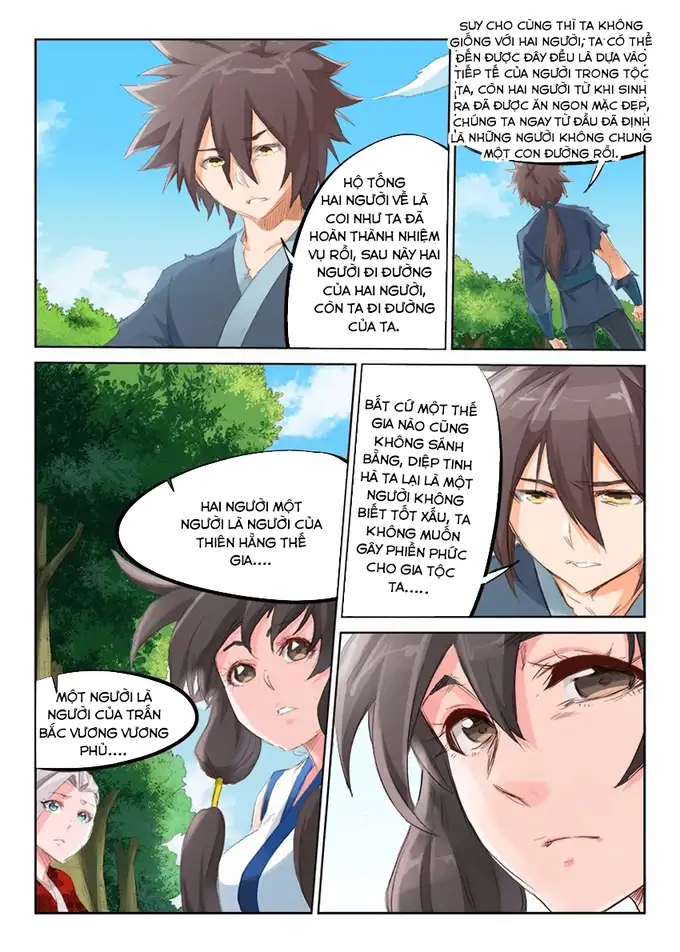 HỘ TỐNG
HAI NGƯỜI VỀ LÀ
COI NHƯ TA ĐÃ
HOÀN THÀNH NHIỆM
VỤ RỒI, SAU NÀY HAI
NGƯỜI ĐI ĐƯỜNG
CỦA HAI NGƯỜI,
CÒN TA ĐI ĐƯỜNG
CỦA TA.
SUY CHO CÙNG THÌ TA KHÔNG
GIỐNG VỚI HAI NGƯỜI, TA CÓ THỂ
ĐẾN ĐƯỢC ĐÂY ĐỀU LÀ DỰA VÀO
TIẾP TẾ CỦA NGƯỜI TRONG TỘC
TA, CÒN HAI NGƯỜI TỪ KHI SINH
RA ĐÃ ĐƯỢC ĂN NGON MẶC ĐẸP,
CHÚNG TA NGAY TỪ ĐẦU ĐÃ ĐỊNH
LÀ NHỮNG NGƯỜI KHÔNG CHUNG
MỘT CON ĐƯỜNG RỒI.
HAI NGƯỜI MỘT
NGƯỜI LÀ NGƯỜI CỦA
THIÊN HẰNG THẾ
GIA....
MỘT NGƯỜI LÀ
NGƯỜI CỦA TRẤN
BẮC VƯƠNG VƯƠNG
PHỦ....
BẤT CỨ MỘT THẾ
GIA NÀO CŨNG
KHÔNG SÁNH
BẰNG, DIỆP TINH
HÀ TA LẠI LÀ MỘT
NGƯỜI KHÔNG
BIẾT TỐT XẤU, TA
KHÔNG MUỐN
GÂY PHIỀN PHỨC
CHO GIA TỘC
TA.....